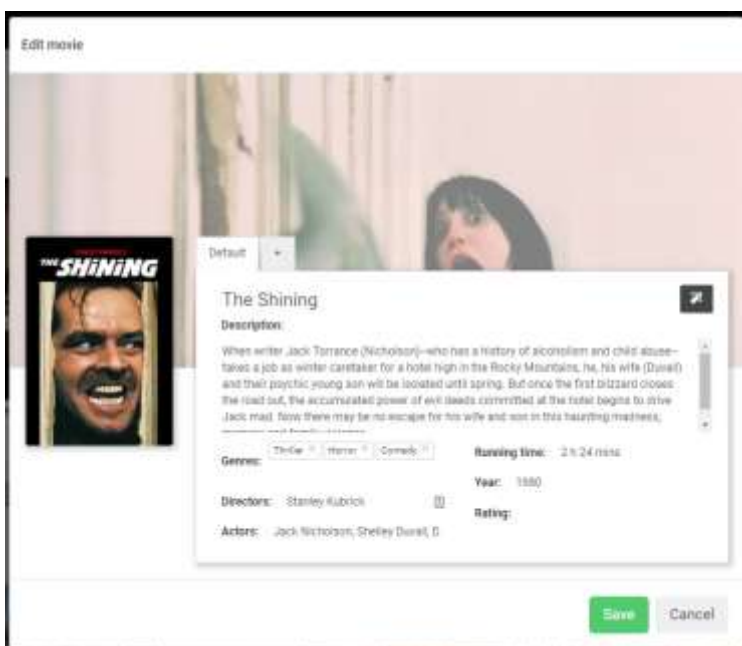 Edit movie
THE SHiNiNG
Default +
The Shining
Description:
When writer Jack Torrance (Nicholson)--who has a history of alcoholism and child abuse--
takes a job as winter caretaker for a hotel high in the Rocky Mountains, he, his wife (Duvall)
and their psychic young son will be isolated until spring. But once the first blizzard closes
the road out, the accumulated power of evil deeds committed at the hotel begins to drive
Jack mad. Now there may be no escape for his wife and son in this haunting madness,
Genres: Thriller × Horror × Comedy ×
Running time: 2 h 24 mins
Year: 1980
Directors: Stanley Kubrick
Rating:
Actors: Jack Nicholson, Shelley Duvall, D
Save Cancel